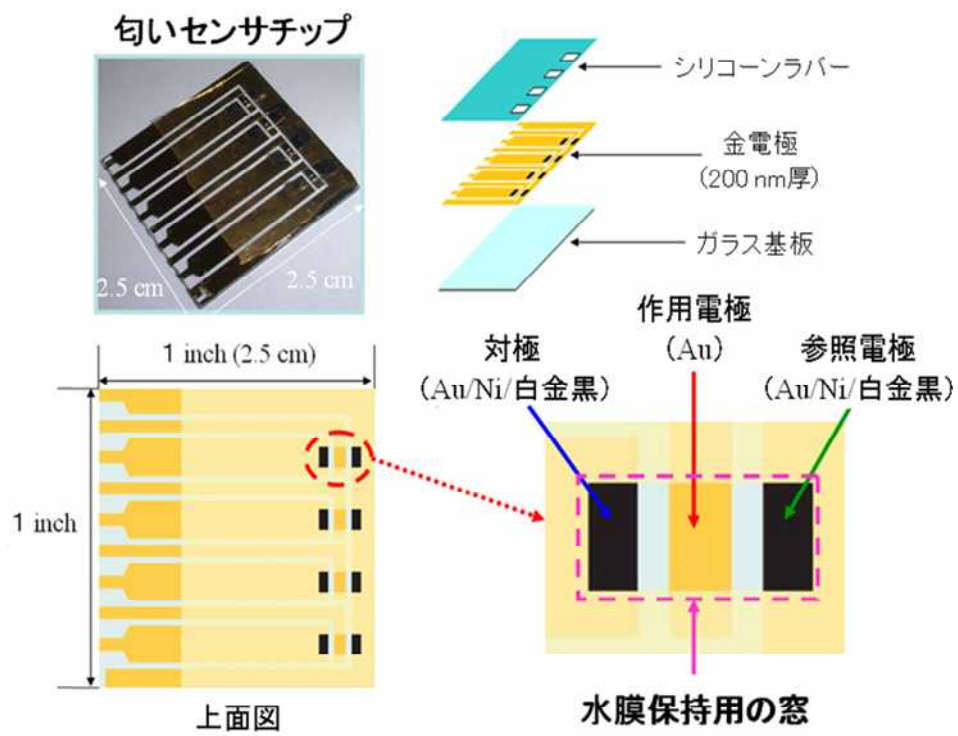 匂いセンサチップ
2.5 cm
2.5 cm
シリコーンラバー
金電極
(200 nm厚)
ガラス基板
1 inch (2.5 cm)
1 inch
上面図
対極
(Au/Ni/白金黒)
作用電極
(Au)
参照電極
(Au/Ni/白金黒)
水膜保持用の窓